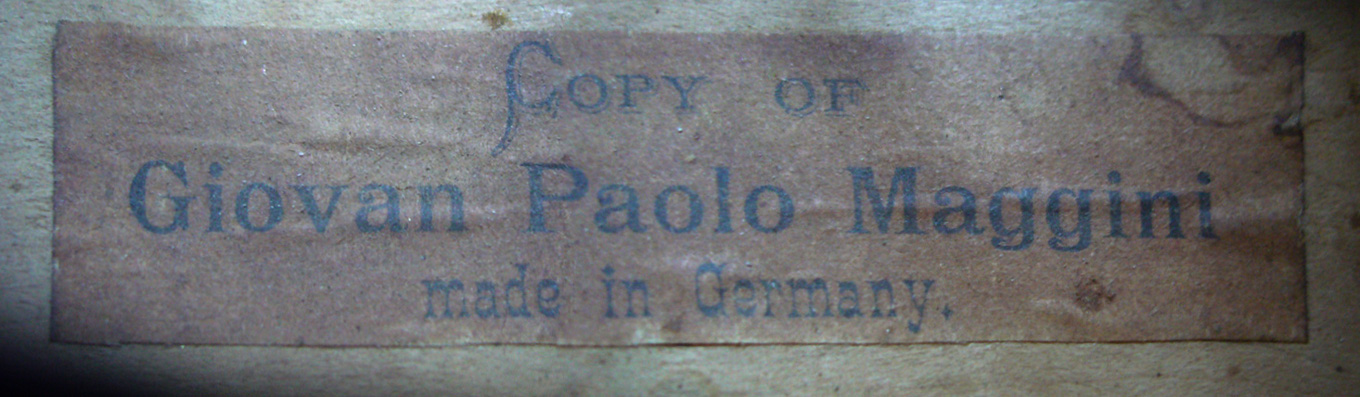 COPY OF
Giovan Paolo Maggini
made in Germany.